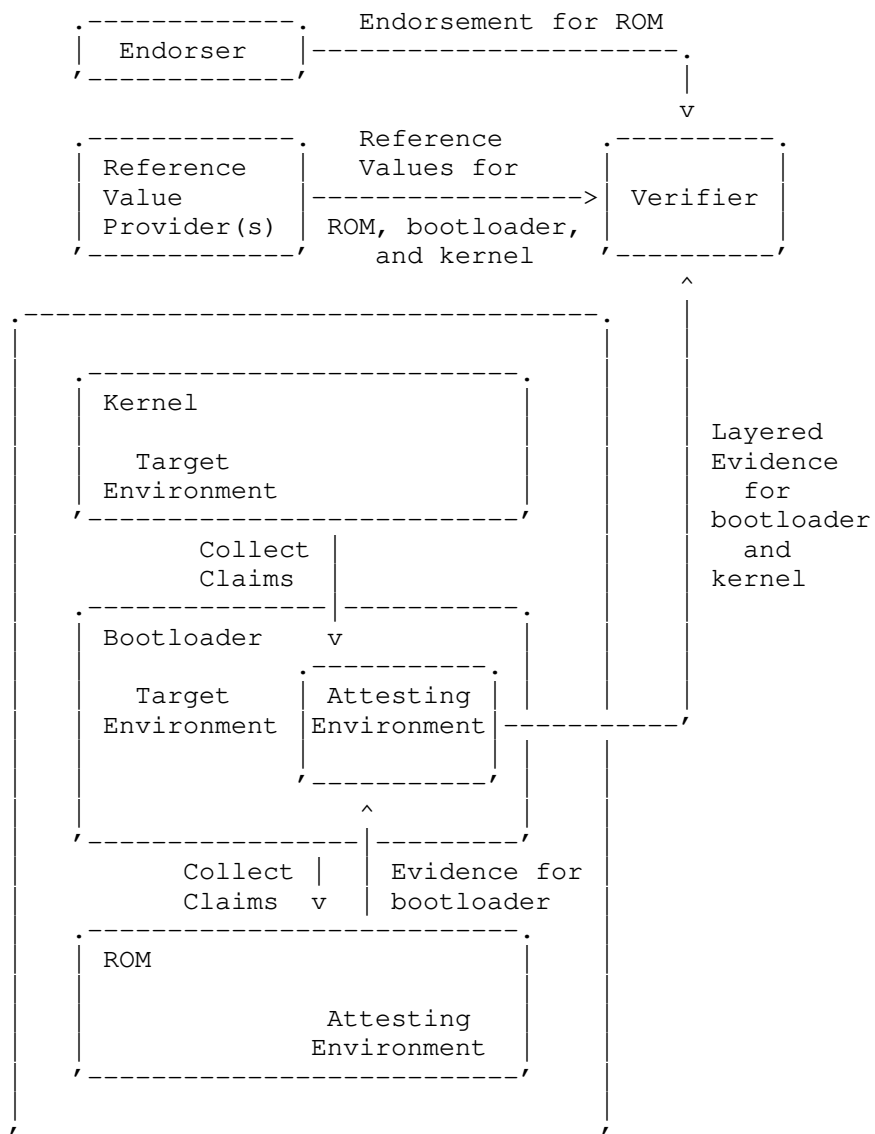 Endorsement for ROM
Endorser
Reference
Value
Provider(s)
Reference
Values for
ROM, bootloader,
and kernel
Verifier
Kernel
Target
Environment
Layered
Evidence
for
bootloader
and
kernel
Collect
Claims
Bootloader
Target
Environment
Attesting
Environment
Collect
Claims
Evidence for
bootloader
ROM
Attesting
Environment